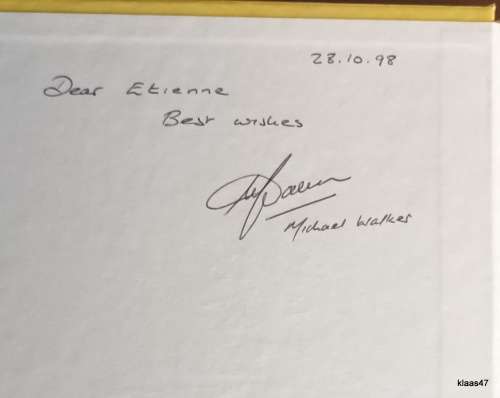 28.10.98
Dear Etienne
Best wishes
Michael Walker
klaas47